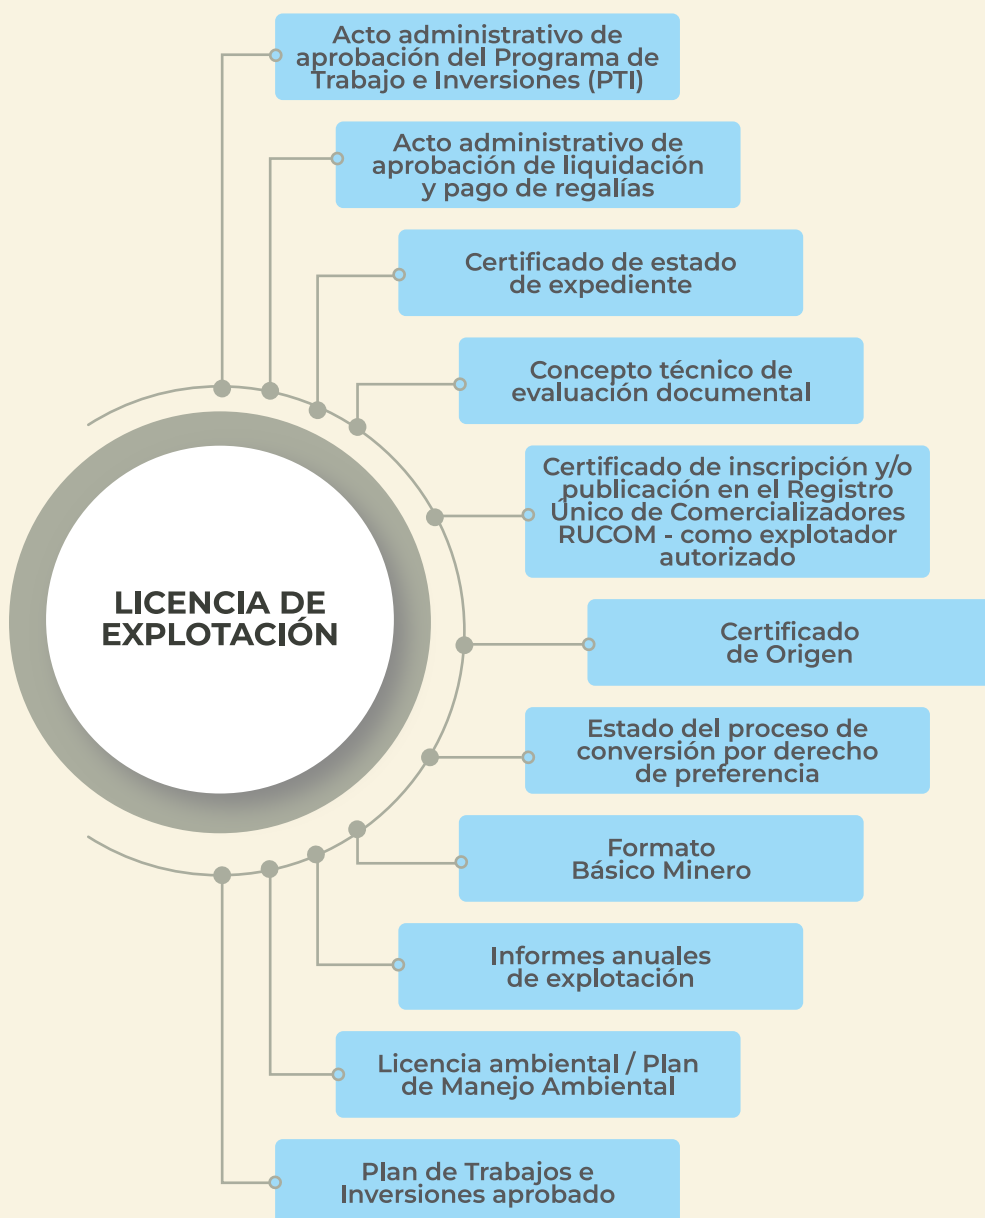 Acto administrativo de
aprobación del Programa de
Trabajo e Inversiones (PTI)
Acto administrativo de
aprobación de liquidación
y pago de regalías
Certificado de estado
de expediente
Concepto técnico de
evaluación documental
Certificado de inscripción y/o
publicación en el Registro
Único de Comercializadores
RUCOM - como explotador
autorizado
LICENCIA DE
EXPLOTACIÓN
Certificado
de Origen
Estado del proceso de
conversión por derecho
de preferencia
Formato
Básico Minero
Informes anuales
de explotación
Licencia ambiental / Plan
de Manejo Ambiental
Plan de Trabajos e
Inversiones aprobado